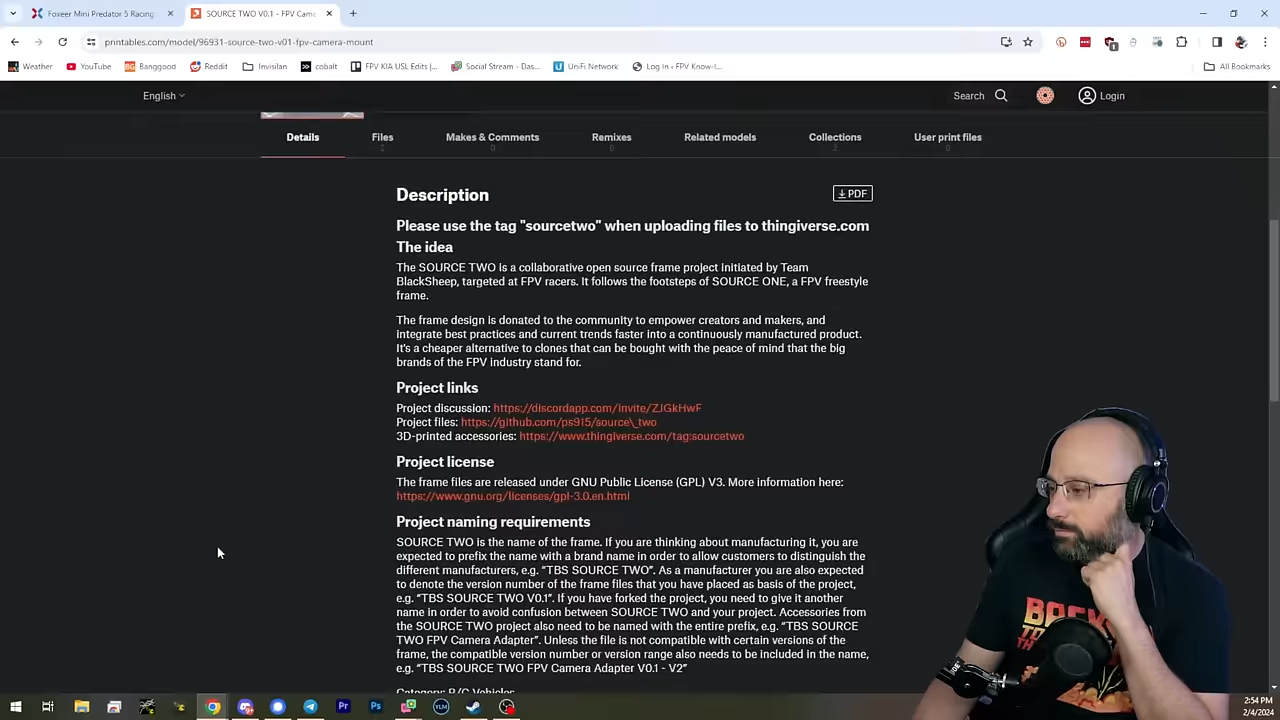 Foxeer Mini Predator 5 Racing
SOURCE TWO V0.1 - FPV Cam
printables.com/model/96931-source-two-v01-fpv-camera-mount
Weather
YouTube
Banggood
Reddit
Invisilan
cobalt
FPV KIA USL Edits |...
Social Stream - Das...
UniFi Network
Log In ‹ FPV Know-l...
All Bookmarks
English
Search
Login
Details
Files
Makes & Comments
0
Remixes
0
Related models
Collections
User print files
0
Description
PDF
Please use the tag "sourcetwo" when uploading files to thingiverse.com
The idea
The SOURCE TWO is a collaborative open source frame project initiated by Team
BlackSheep, targeted at FPV racers. It follows the footsteps of SOURCE ONE, a FPV freestyle
frame.
The frame design is donated to the community to empower creators and makers, and
integrate best practices and current trends faster into a continuously manufactured product.
It's a cheaper alternative to clones that can be bought with the peace of mind that the big
brands of the FPV industry stand for.
Project links
Project discussion: https://discordapp.com/invite/ZJGkHwF
Project files: https://github.com/ps915/source\_two
3D-printed accessories: https://www.thingiverse.com/tag:sourcetwo
Project license
The frame files are released under GNU Public License (GPL) V3. More information here:
https://www.gnu.org/licenses/gpl-3.0.en.html
Project naming requirements
SOURCE TWO is the name of the frame. If you are thinking about manufacturing it, you are
expected to prefix the name with a brand name in order to allow customers to distinguish the
different manufacturers, e.g. “TBS SOURCE TWO”. As a manufacturer you are also expected
to denote the version number of the frame files that you have placed as basis of the project,
e.g. “TBS SOURCE TWO V0.1”. If you have forked the project, you need to give it another
name in order to avoid confusion between SOURCE TWO and your project. Accessories from
the SOURCE TWO project also need to be named with the entire prefix, e.g. “TBS SOURCE
TWO FPV Camera Adapter”. Unless the file is not compatible with certain versions of the
frame, the compatible version number or version range also needs to be included in the name,
e.g. “TBS SOURCE TWO FPV Camera Adapter V0.1 - V2”
Category: R/C Vehicles
BACK
TO
TH
RØDE
Pr
Ps
YLM
2:54 PM
2/4/2024